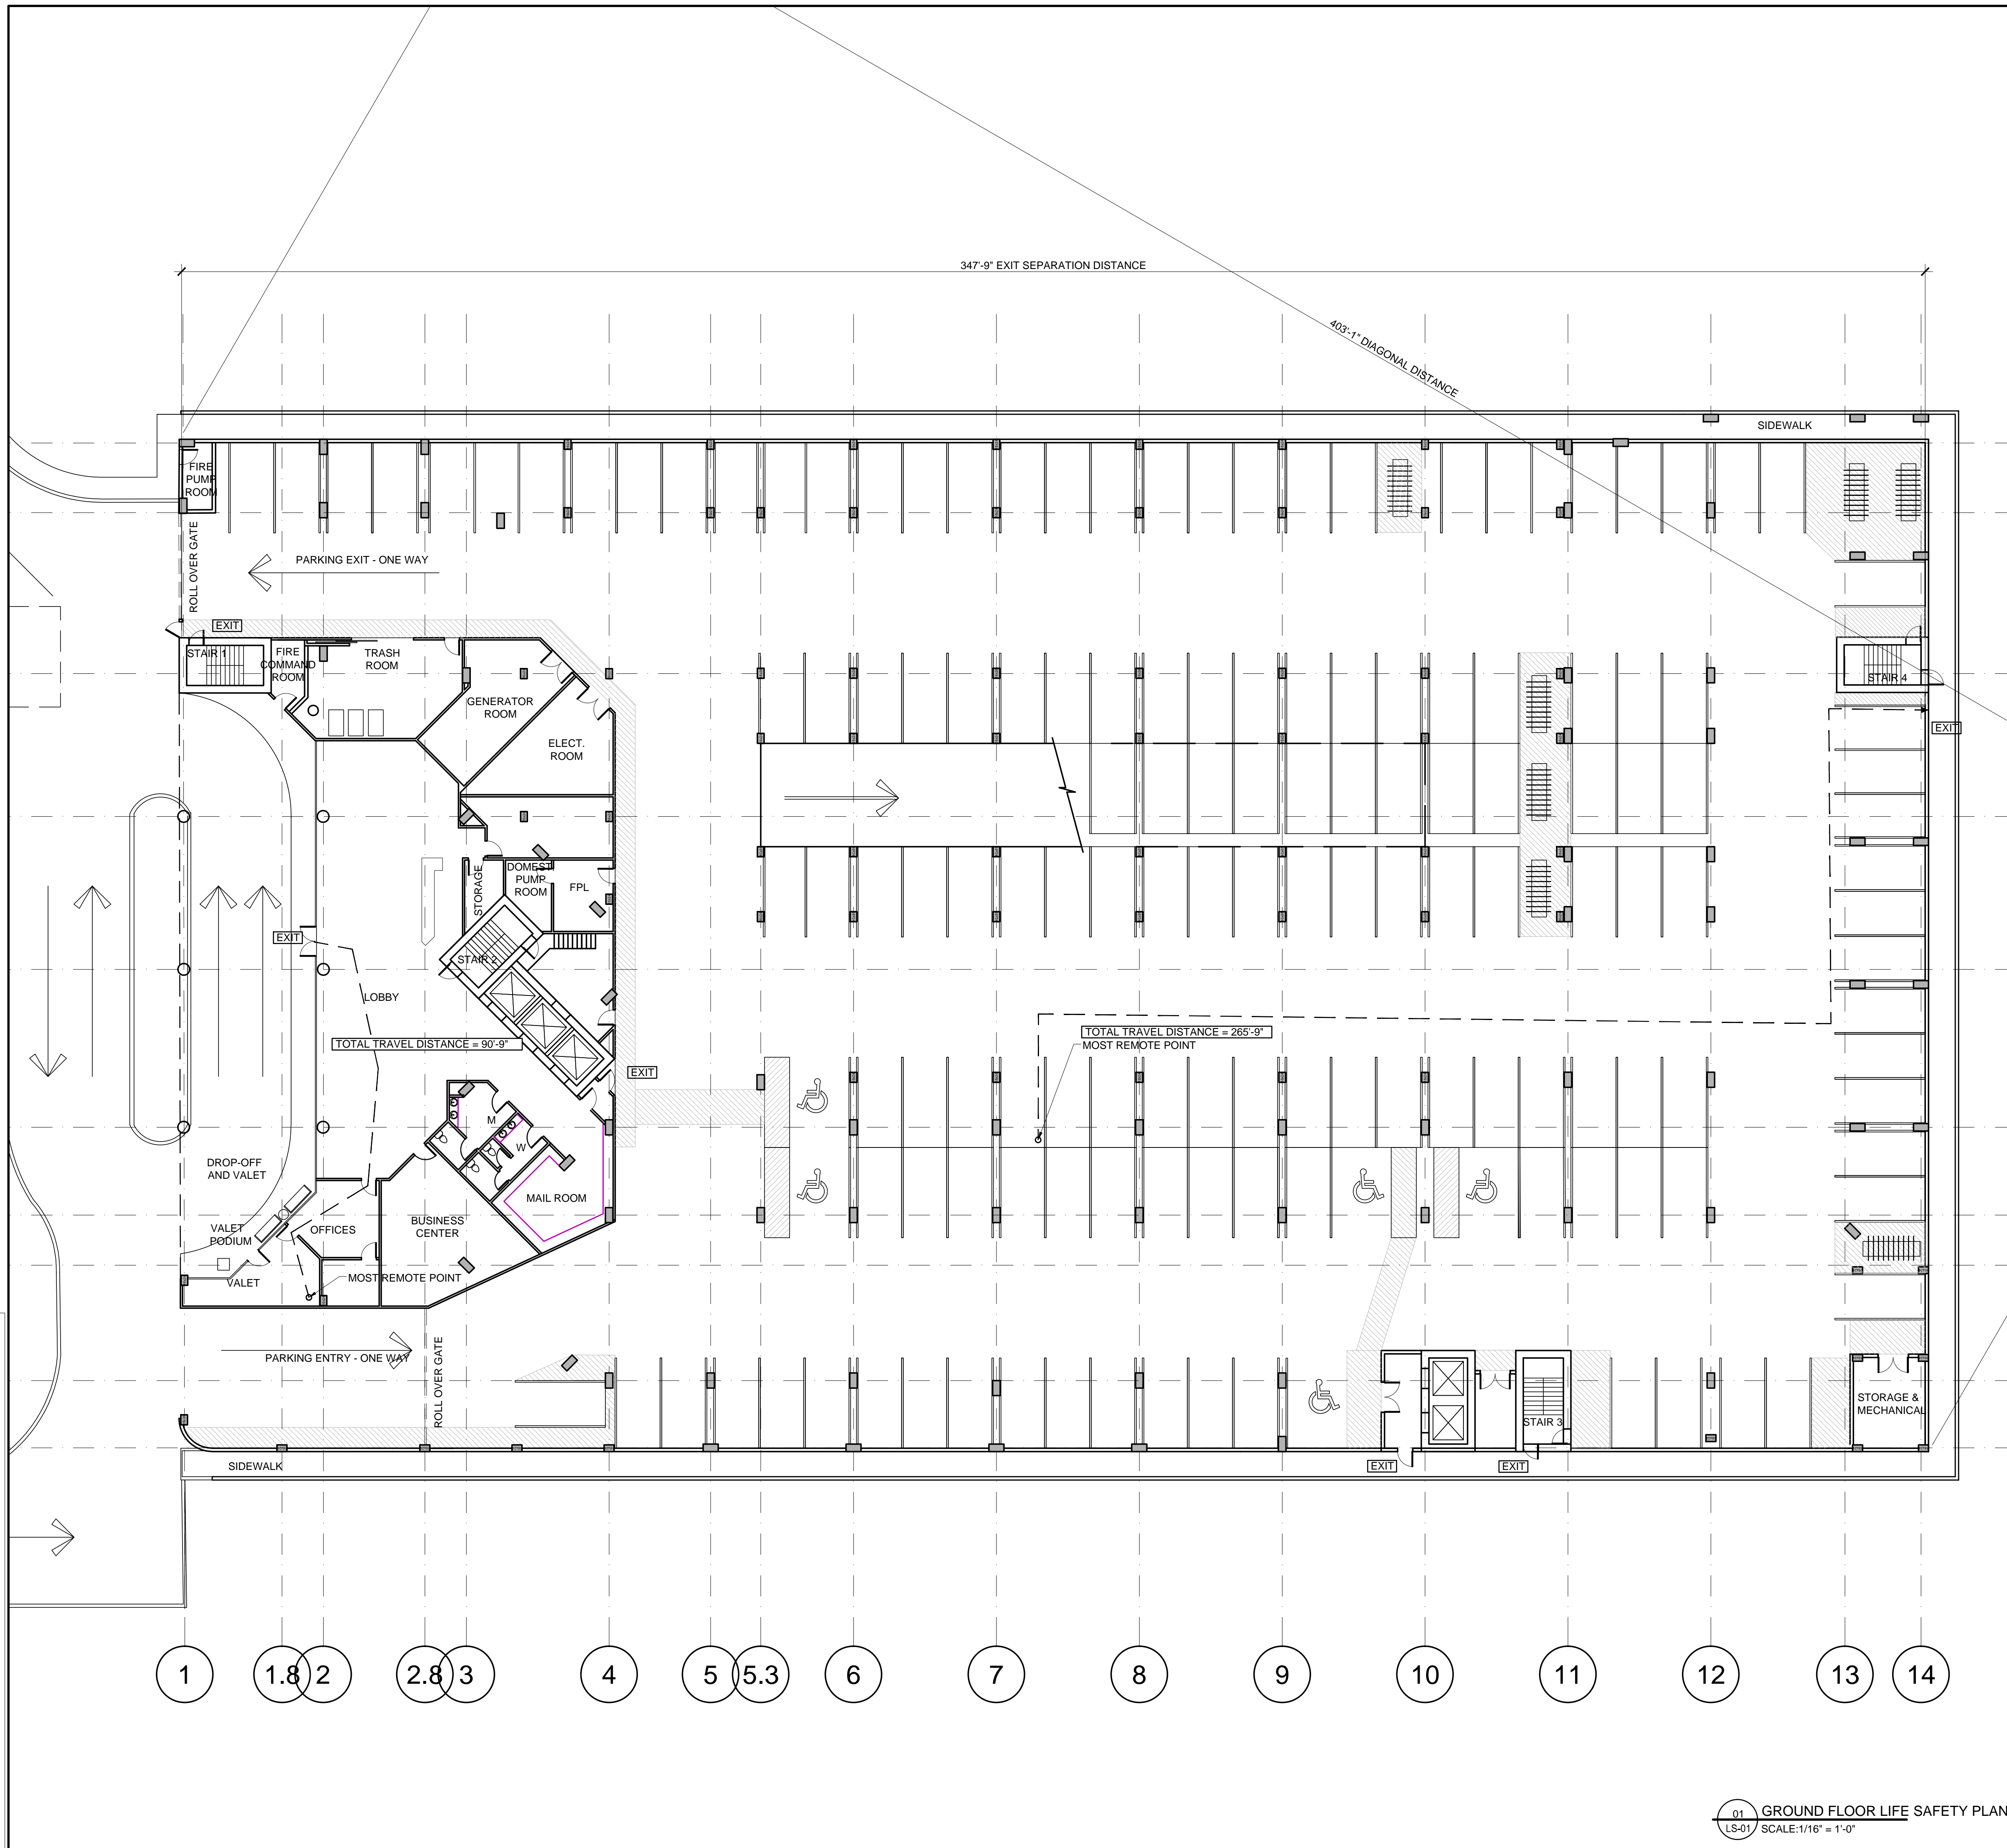 347'-9" EXIT SEPARATION DISTANCE
403'-1" DIAGONAL DISTANCE
SIDEWALK
FIRE
PUMP
ROOM
ROLL OVER GATE
PARKING EXIT - ONE WAY
EXIT
STAIR 1
FIRE
COMMAND
ROOM
TRASH
ROOM
GENERATOR
ROOM
ELECT.
ROOM
STAIR 4
EXIT
STORAGE
DOMEST.
PUMP
ROOM
FPL
EXIT
STAIR 2
LOBBY
TOTAL TRAVEL DISTANCE = 90'-9"
TOTAL TRAVEL DISTANCE = 265'-9"
MOST REMOTE POINT
EXIT
M
W
DROP-OFF
AND VALET
MAIL ROOM
VALET
PODIUM
OFFICES
BUSINESS
CENTER
VALET
MOST REMOTE POINT
PARKING ENTRY - ONE WAY
ROLL OVER GATE
STORAGE &
MECHANICAL
STAIR 3
SIDEWALK
EXIT
EXIT
1
1.8
2
2.8
3
4
5
5.3
6
7
8
9
10
11
12
13
14
01
LS-01
GROUND FLOOR LIFE SAFETY PLAN
SCALE:1/16" = 1'-0"